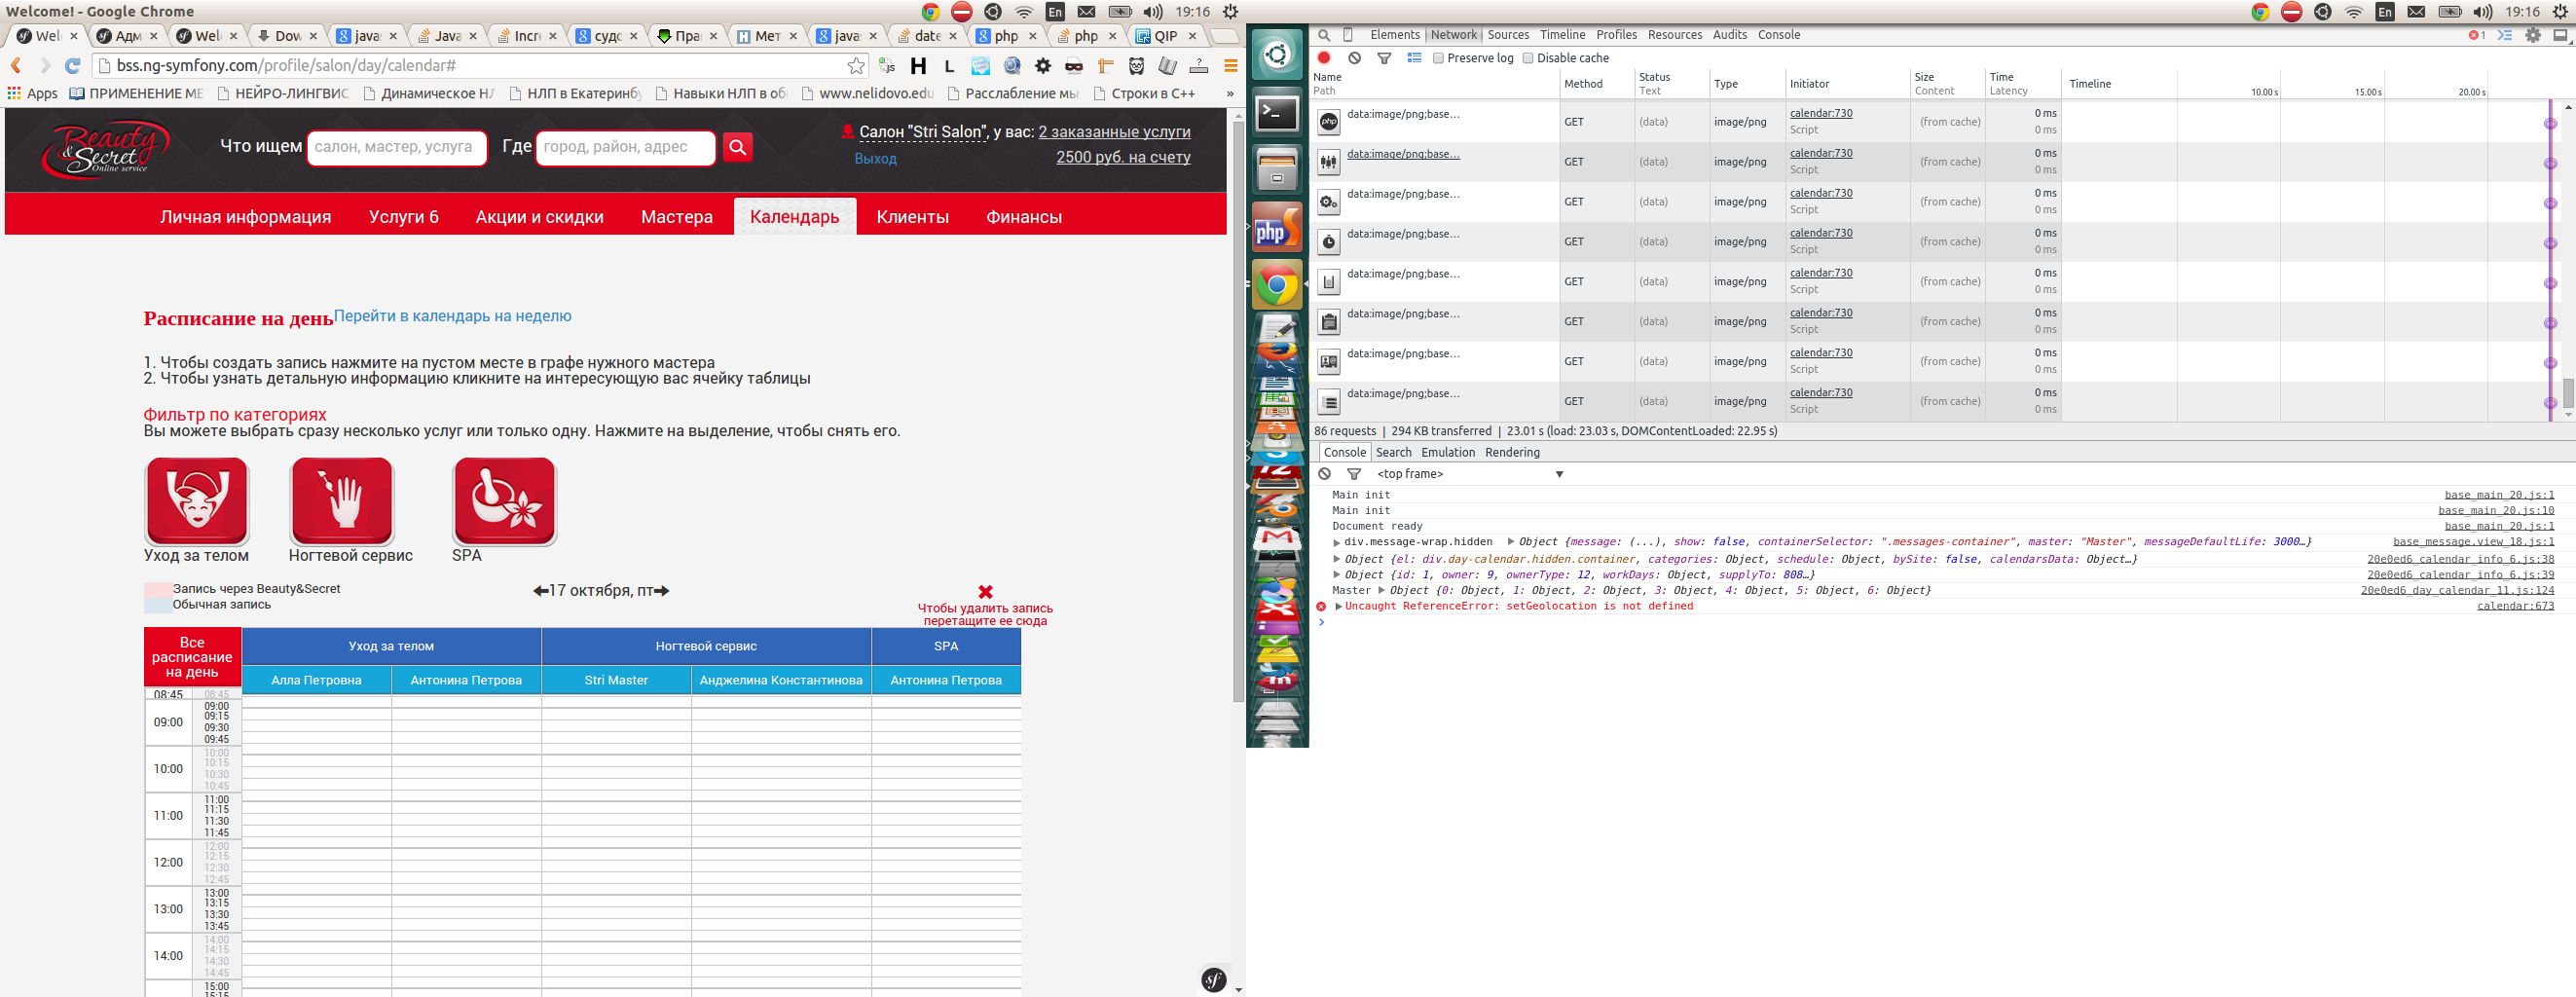 Welcome! - Google Chrome
En
19:16
En
19:16
Wel
Адм
Wel
Dow
javas
Java
Incre
судо
Пра
Мет
javas
date
php
php
QIP
bss.ng-symfony.com/profile/salon/day/calendar#
Apps
ПРИМЕНЕНИЕ МЕ
НЕЙРО-ЛИНГВИС
Динамическое НЛ
НЛП в Екатеринбу
Навыки НЛП в об
www.nelidovo.edu
Расслабление мы
Строки в C++
»
Beauty
&Secret
Online service
Что ищем
салон, мастер, услуга
Где
город, район, адрес
Салон "Stri Salon", у вас: 2 заказанные услуги
Выход
2500 руб. на счету
Личная информация
Услуги 6
Акции и скидки
Мастера
Календарь
Клиенты
Финансы
Расписание на день
Перейти в календарь на неделю
1. Чтобы создать запись нажмите на пустом месте в графе нужного мастера
2. Чтобы узнать детальную информацию кликните на интересующую вас ячейку таблицы
Фильтр по категориях
Вы можете выбрать сразу несколько услуг или только одну. Нажмите на выделение, чтобы снять его.
Уход за телом
Ногтевой сервис
SPA
Запись через Beauty&Secret
Обычная запись
17 октября, пт
Чтобы удалить запись
перетащите ее сюда
Все
расписание
на день
Уход за телом
Ногтевой сервис
SPA
Алла Петровна
Антонина Петрова
Stri Master
Анджелина Константинова
Антонина Петрова
08:45
08:45
09:00
09:00
09:15
09:30
09:45
10:00
10:00
10:15
10:30
10:45
11:00
11:00
11:15
11:30
11:45
12:00
12:00
12:15
12:30
12:45
13:00
13:00
13:15
13:30
13:45
14:00
14:00
14:15
14:30
14:45
15:00
15:15
sf
php
Elements
Network
Sources
Timeline
Profiles
Resources
Audits
Console
1
Preserve log
Disable cache
Name
Path
Method
Status
Text
Type
Initiator
Size
Content
Time
Latency
Timeline
10.00 s
15.00 s
20.00 s
php
data:image/png;base...
GET
(data)
image/png
calendar:730
Script
(from cache)
0 ms
0 ms
data:image/png;base...
GET
(data)
image/png
calendar:730
Script
(from cache)
0 ms
0 ms
data:image/png;base...
GET
(data)
image/png
calendar:730
Script
(from cache)
0 ms
0 ms
data:image/png;base...
GET
(data)
image/png
calendar:730
Script
(from cache)
0 ms
0 ms
data:image/png;base...
GET
(data)
image/png
calendar:730
Script
(from cache)
0 ms
0 ms
data:image/png;base...
GET
(data)
image/png
calendar:730
Script
(from cache)
0 ms
0 ms
data:image/png;base...
GET
(data)
image/png
calendar:730
Script
(from cache)
0 ms
0 ms
data:image/png;base...
GET
(data)
image/png
calendar:730
Script
(from cache)
0 ms
0 ms
86 requests | 294 KB transferred | 23.01 s (load: 23.03 s, DOMContentLoaded: 22.95 s)
Console
Search
Emulation
Rendering
<top frame>
Main init
base_main_20.js:1
Main init
base_main_20.js:10
Document ready
base_main_20.js:1
div.message-wrap.hidden Object {message: (...), show: false, containerSelector: ".messages-container", master: "Master", messageDefaultLife: 3000…}
base_message.view_18.js:1
Object {el: div.day-calendar.hidden.container, categories: Object, schedule: Object, bySite: false, calendarsData: Object…}
20e0ed6_calendar_info_6.js:38
Object {id: 1, owner: 9, ownerType: 12, workDays: Object, supplyTo: 808…}
20e0ed6_calendar_info_6.js:39
Master Object {0: Object, 1: Object, 2: Object, 3: Object, 4: Object, 5: Object, 6: Object}
20e0ed6_day_calendar_11.js:124
Uncaught ReferenceError: setGeolocation is not defined
calendar:673